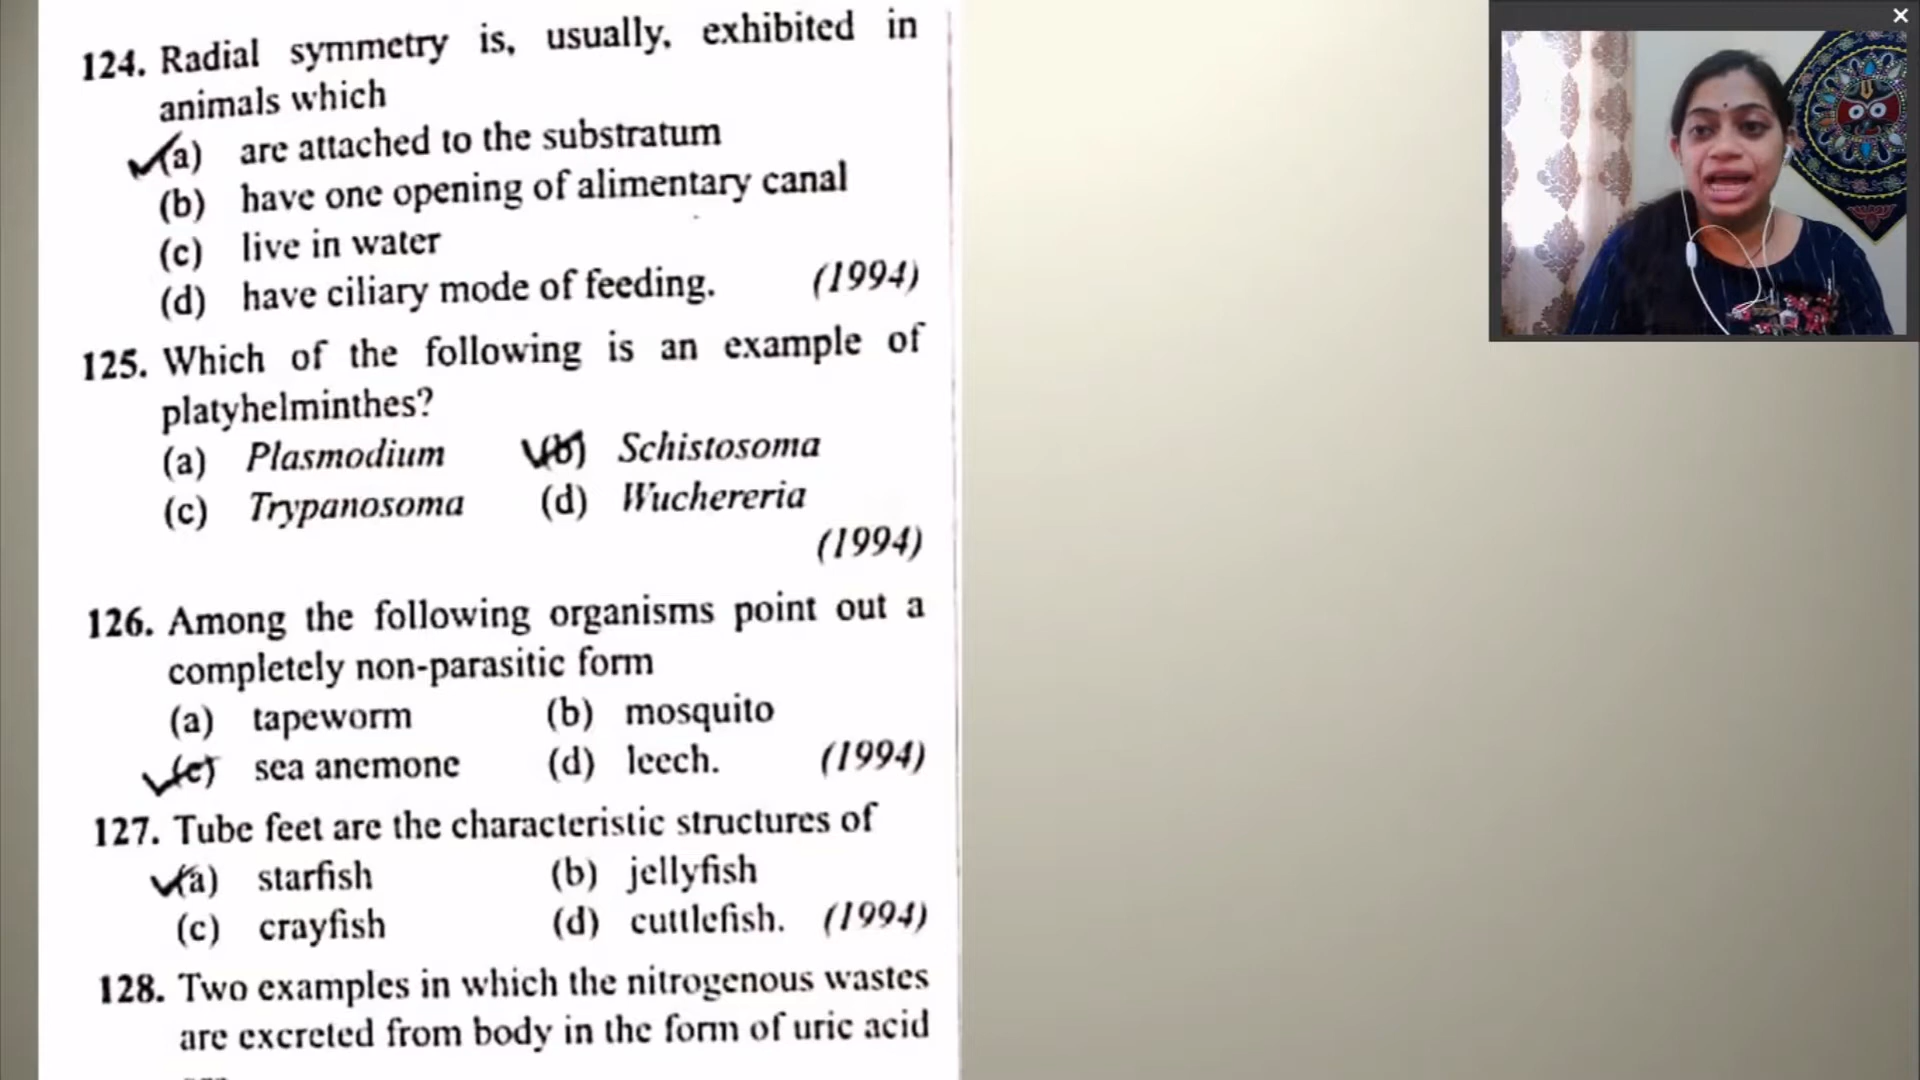 124. Radial symmetry is, usually, exhibited in
animals which
(a) are attached to the substratum
(b) have one opening of alimentary canal
(c) live in water
(d) have ciliary mode of feeding. (1994)
125. Which of the following is an example of
platyhelminthes?
(a) Plasmodium (b) Schistosoma
(c) Trypanosoma (d) Wuchereria
(1994)
126. Among the following organisms point out a
completely non-parasitic form
(a) tapeworm (b) mosquito
(c) sea anemone (d) leech. (1994)
127. Tube feet are the characteristic structures of
(a) starfish (b) jellyfish
(c) crayfish (d) cuttlefish. (1994)
128. Two examples in which the nitrogenous wastes
are excreted from body in the form of uric acid